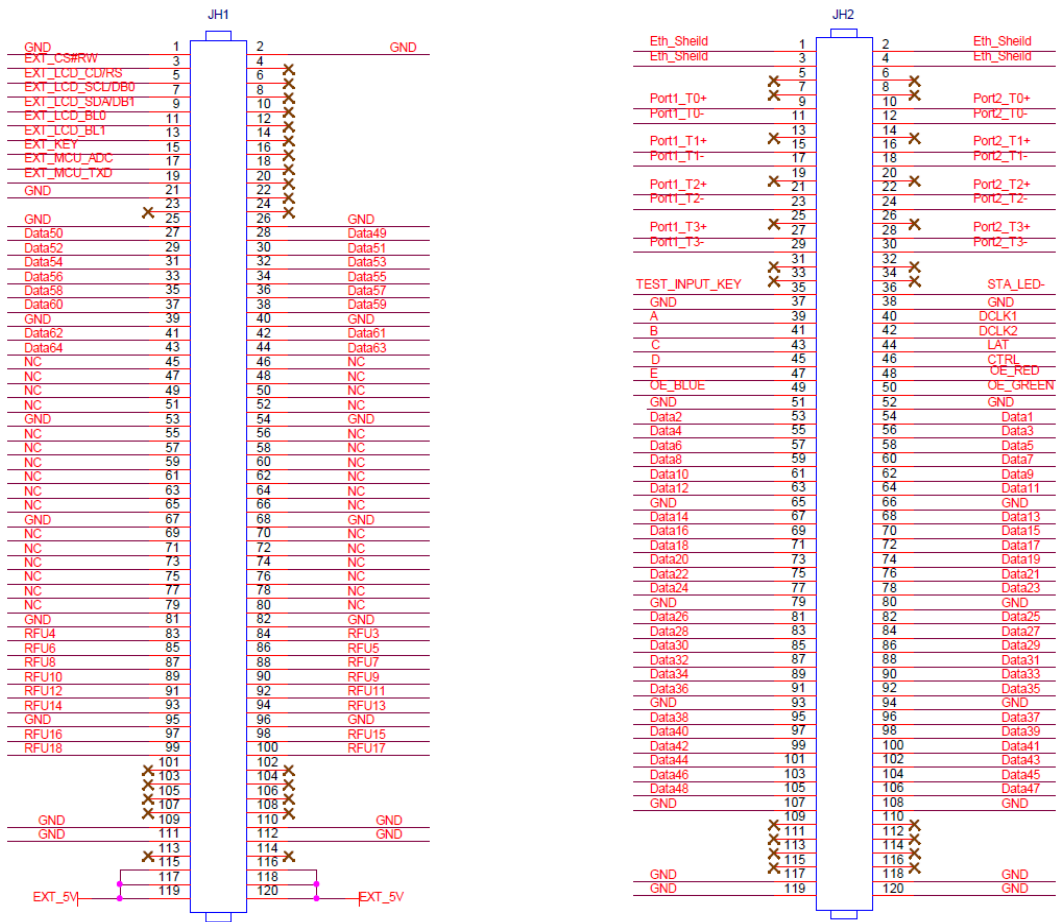 JH1
GND 1 2 GND
EXT_CS#RW 3 4
EXT_LCD_CD/RS 5 6
EXT_LCD_SCL/DB0 7 8
EXT_LCD_SDA/DB1 9 10
EXT_LCD_BL0 11 12
EXT_LCD_BL1 13 14
EXT_KEY 15 16
EXT_MCU_ADC 17 18
EXT_MCU_TXD 19 20
GND 21 22
23 24
GND 25 26 GND
Data50 27 28 Data49
Data52 29 30 Data51
Data54 31 32 Data53
Data56 33 34 Data55
Data58 35 36 Data57
Data60 37 38 Data59
GND 39 40 GND
Data62 41 42 Data61
Data64 43 44 Data63
NC 45 46 NC
NC 47 48 NC
NC 49 50 NC
NC 51 52 NC
GND 53 54 GND
NC 55 56 NC
NC 57 58 NC
NC 59 60 NC
NC 61 62 NC
NC 63 64 NC
NC 65 66 NC
GND 67 68 GND
NC 69 70 NC
NC 71 72 NC
NC 73 74 NC
NC 75 76 NC
NC 77 78 NC
NC 79 80 NC
GND 81 82 GND
RFU4 83 84 RFU3
RFU6 85 86 RFU5
RFU8 87 88 RFU7
RFU10 89 90 RFU9
RFU12 91 92 RFU11
RFU14 93 94 RFU13
GND 95 96 GND
RFU16 97 98 RFU15
RFU18 99 100 RFU17
101 102
103 104
105 106
107 108
GND 109 110 GND
GND 111 112 GND
113 114
115 116
117 118
EXT_5V 119 120 EXT_5V
JH2
Eth_Sheild 1 2 Eth_Sheild
Eth_Sheild 3 4 Eth_Sheild
5 6
7 8
Port1_T0+ 9 10 Port2_T0+
Port1_T0- 11 12 Port2_T0-
13 14
Port1_T1+ 15 16 Port2_T1+
Port1_T1- 17 18 Port2_T1-
19 20
Port1_T2+ 21 22 Port2_T2+
Port1_T2- 23 24 Port2_T2-
25 26
Port1_T3+ 27 28 Port2_T3+
Port1_T3- 29 30 Port2_T3-
31 32
33 34
TEST_INPUT_KEY 35 36 STA_LED-
GND 37 38 GND
A 39 40 DCLK1
B 41 42 DCLK2
C 43 44 LAT
D 45 46 CTRL
E 47 48 OE_RED
OE_BLUE 49 50 OE_GREEN
GND 51 52 GND
Data2 53 54 Data1
Data4 55 56 Data3
Data6 57 58 Data5
Data8 59 60 Data7
Data10 61 62 Data9
Data12 63 64 Data11
GND 65 66 GND
Data14 67 68 Data13
Data16 69 70 Data15
Data18 71 72 Data17
Data20 73 74 Data19
Data22 75 76 Data21
Data24 77 78 Data23
GND 79 80 GND
Data26 81 82 Data25
Data28 83 84 Data27
Data30 85 86 Data29
Data32 87 88 Data31
Data34 89 90 Data33
Data36 91 92 Data35
GND 93 94 GND
Data38 95 96 Data37
Data40 97 98 Data39
Data42 99 100 Data41
Data44 101 102 Data43
Data46 103 104 Data45
Data48 105 106 Data47
GND 107 108 GND
109 110
111 112
113 114
115 116
GND 117 118 GND
GND 119 120 GND